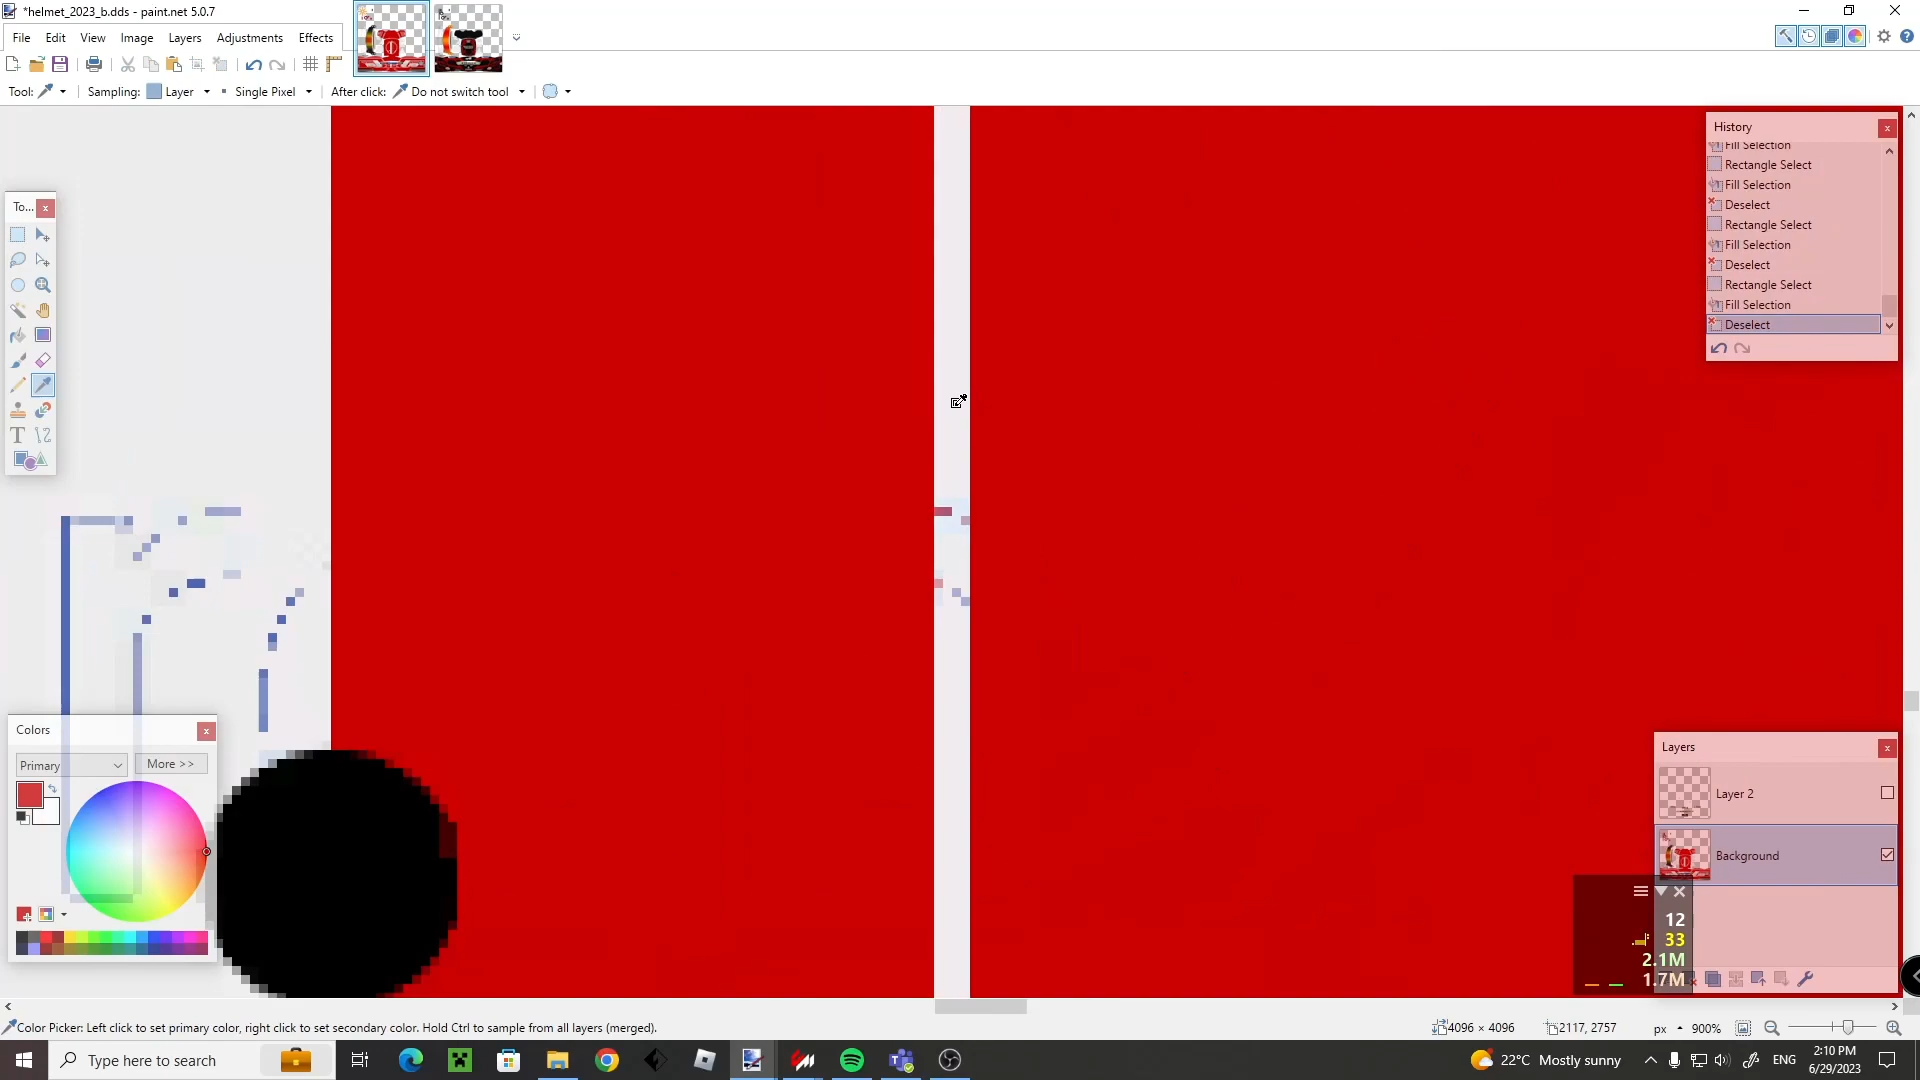 *helmet_2023_b.dds - paint.net 5.0.7
File Edit View Image Layers Adjustments Effects
Tool: Sampling: Layer Single Pixel After click: Do not switch tool
History
Fill Selection
Rectangle Select
Fill Selection
Deselect
Rectangle Select
Fill Selection
Deselect
Rectangle Select
Fill Selection
Deselect
To...
Colors
Primary
More >>
Layers
Layer 2
Background
12
33
2.1M
1.7M
Color Picker: Left click to set primary color, right click to set secondary color. Hold Ctrl to sample from all layers (merged).
4096 × 4096
2117, 2757
px
900%
Type here to search
22°C Mostly sunny
ENG
2:10 PM
6/29/2023